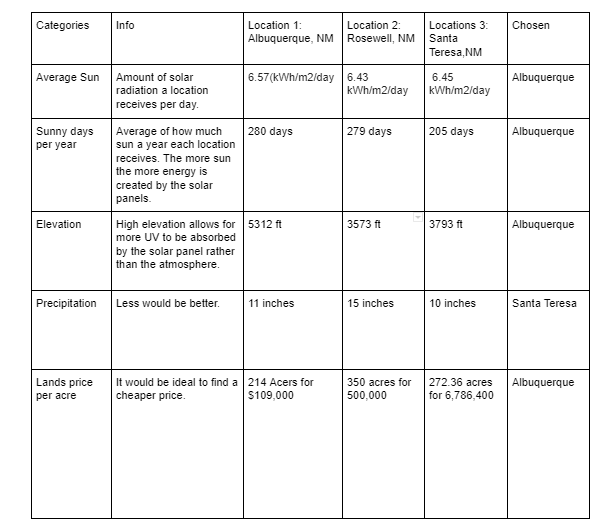 Categories
Info
Location 1:
Albuquerque, NM
Location 2:
Rosewell, NM
Locations 3:
Santa
Teresa,NM
Chosen
Average Sun
Amount of solar
radiation a location
receives per day.
6.57(kWh/m2/day
6.43
kWh/m2/day
6.45
kWh/m2/day
Albuquerque
Sunny days
per year
Average of how much
sun a year each location
receives. The more sun
the more energy is
created by the solar
panels.
280 days
279 days
205 days
Albuquerque
Elevation
High elevation allows for
more UV to be absorbed
by the solar panel rather
than the atmosphere.
5312 ft
3573 ft
3793 ft
Albuquerque
Precipitation
Less would be better.
11 inches
15 inches
10 inches
Santa Teresa
Lands price
per acre
It would be ideal to find a
cheaper price.
214 Acers for
$109,000
350 acres for
500,000
272.36 acres
for 6,786,400
Albuquerque